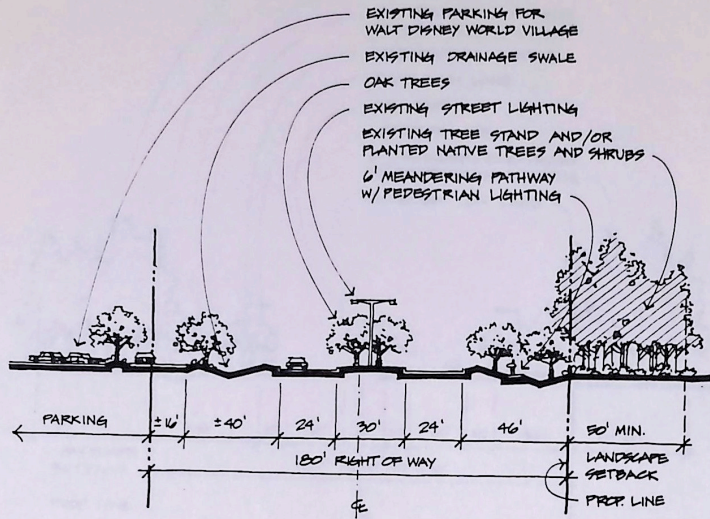 EXISTING PARKING FOR
WALT DISNEY WORLD VILLAGE
EXISTING DRAINAGE SWALE
OAK TREES
EXISTING STREET LIGHTING
EXISTING TREE STAND AND/OR
PLANTED NATIVE TREES AND SHRUBS
6' MEANDERING PATHWAY
W/ PEDESTRIAN LIGHTING
PARKING
±16'
±40'
24'
30'
24'
46'
50' MIN.
180' RIGHT OF WAY
LANDSCAPE
SETBACK
PROP. LINE
℄